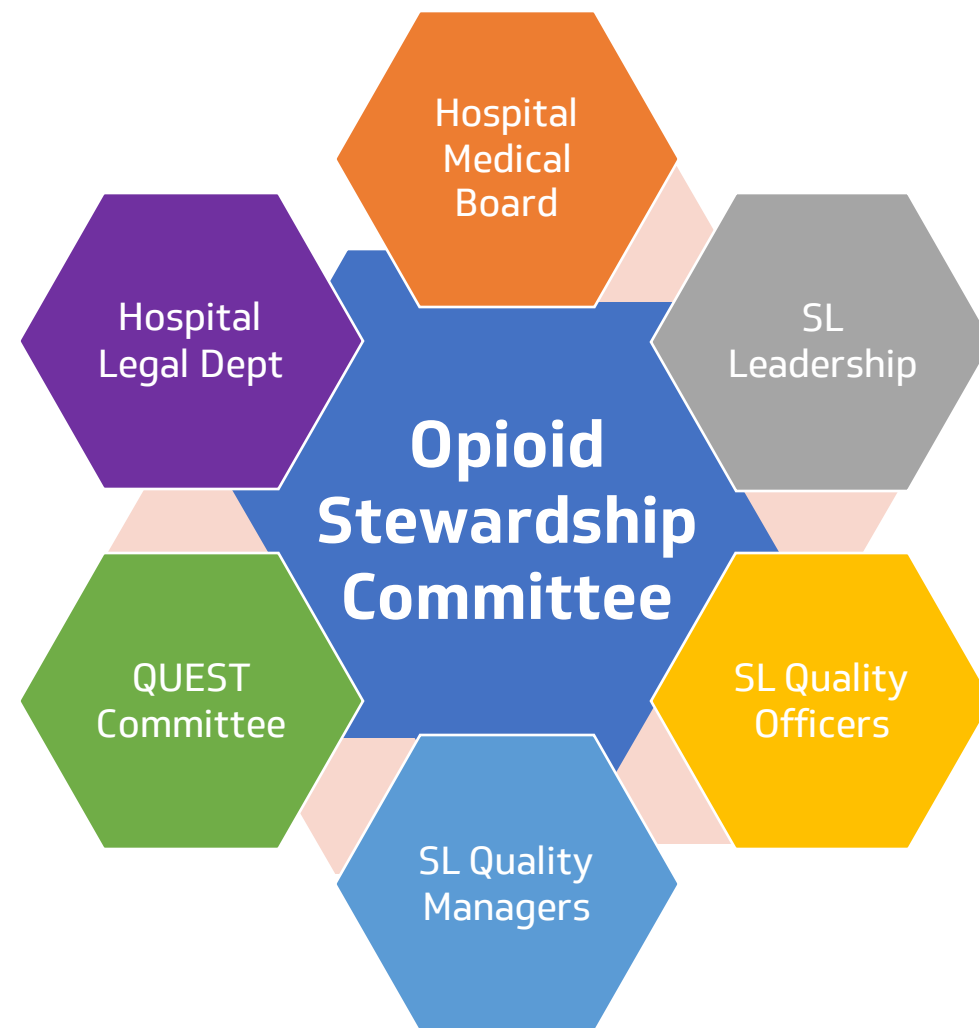 Hospital
Medical
Board
Hospital
Legal Dept
SL
Leadership
Opioid
Stewardship
Committee
QUEST
Committee
SL Quality
Officers
SL Quality
Managers